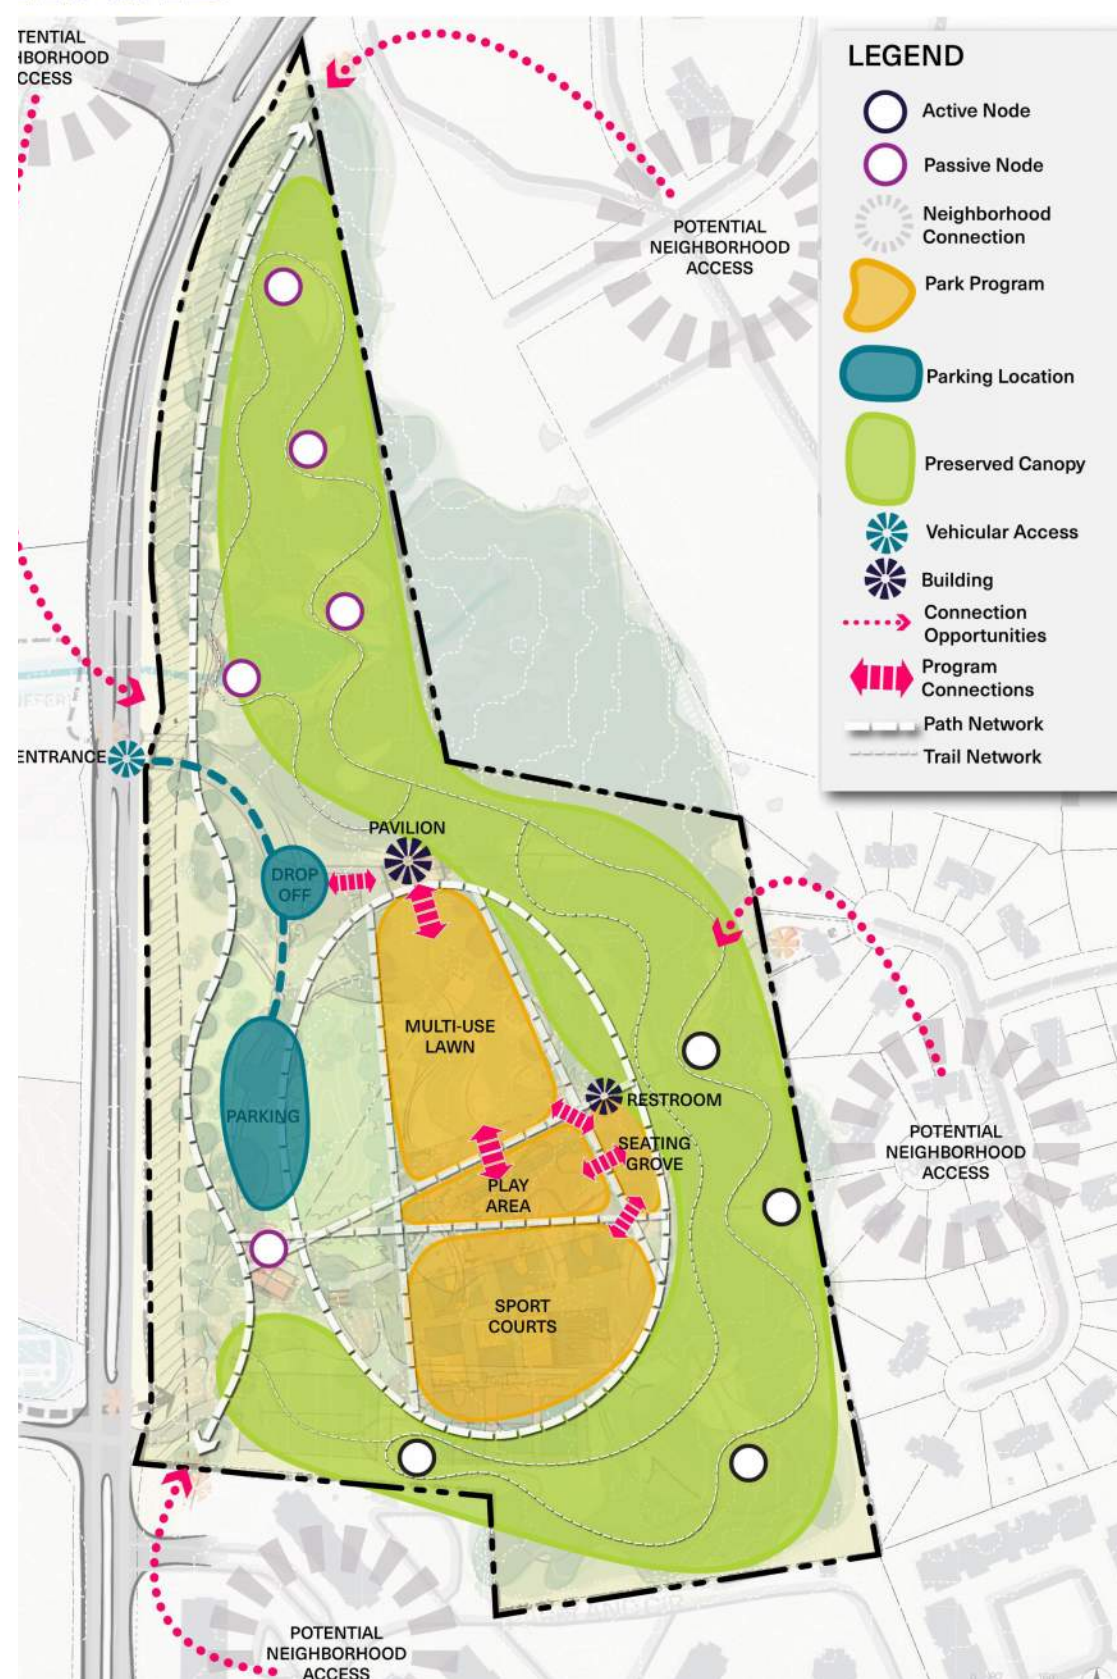 TENTIAL
HBORHOOD
CCESS
LEGEND
Active Node
Passive Node
Neighborhood
Connection
Park Program
Parking Location
Preserved Canopy
Vehicular Access
Building
Connection
Opportunities
Program
Connections
Path Network
Trail Network
POTENTIAL
NEIGHBORHOOD
ACCESS
ENTRANCE
PAVILION
DROP
OFF
MULTI-USE
LAWN
RESTROOM
PARKING
SEATING
GROVE
PLAY
AREA
POTENTIAL
NEIGHBORHOOD
ACCESS
SPORT
COURTS
POTENTIAL
NEIGHBORHOOD
ACCESS